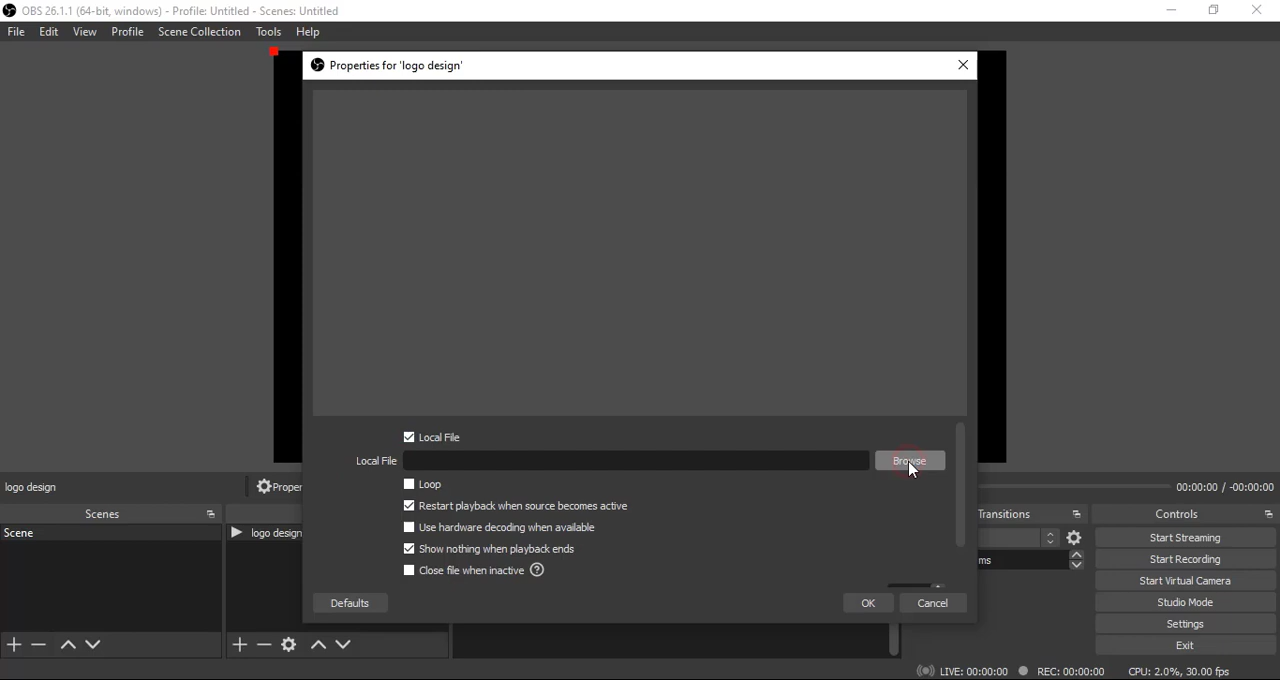 OBS 26.1.1 (64-bit, windows) - Profile: Untitled - Scenes: Untitled
File Edit View Profile Scene Collection Tools Help
Properties for 'logo design'
Local File
Local File Browse
Loop
Restart playback when source becomes active
Use hardware decoding when available
Show nothing when playback ends
Close file when inactive ?
Defaults OK Cancel
logo design 00:00:00 / -00:00:00
Scenes Transitions Controls
Scene logo design
ms
Start Streaming
Start Recording
Start Virtual Camera
Studio Mode
Settings
Exit
LIVE: 00:00:00 REC: 00:00:00 CPU: 2.0%, 30.00 fps